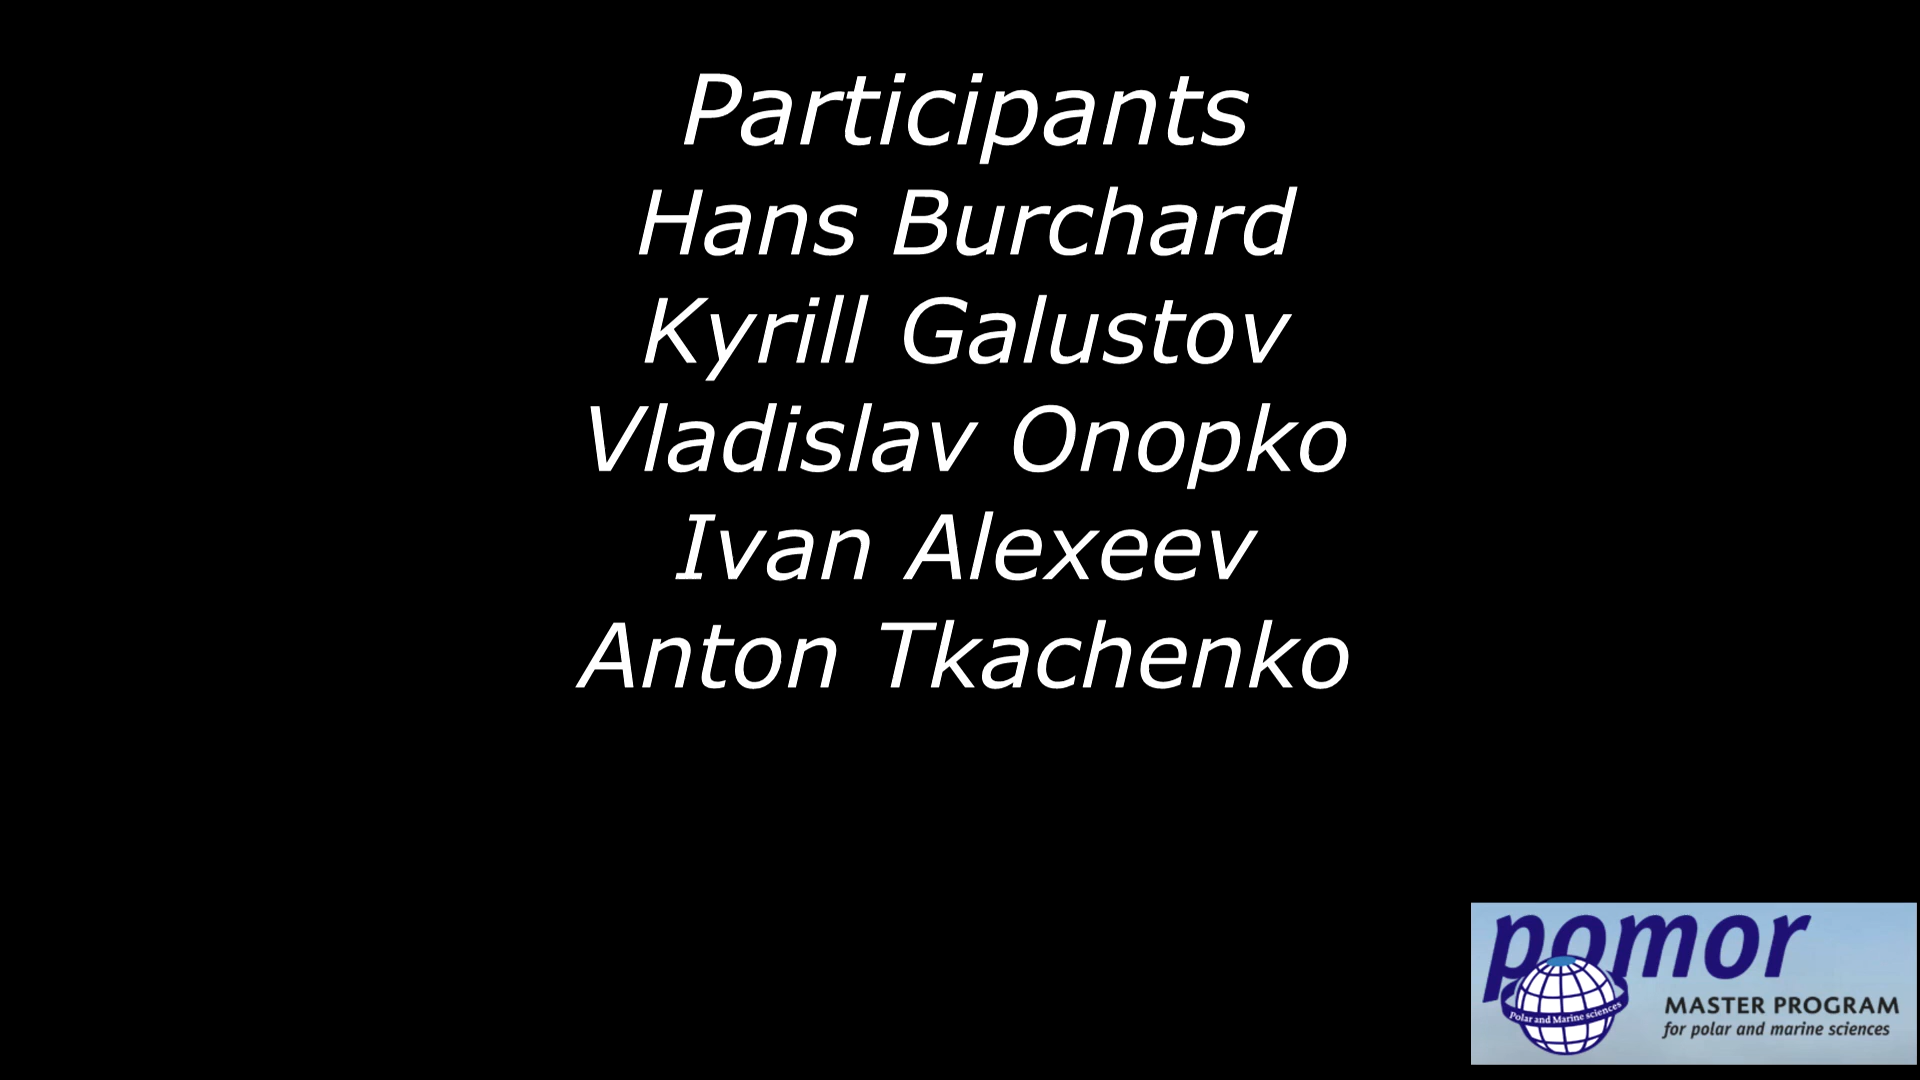 Participants
Hans Burchard
Kyrill Galustov
Vladislav Onopko
Ivan Alexeev
Anton Tkachenko
pomor
Polar and Marine sciences
MASTER PROGRAM
for polar and marine sciences